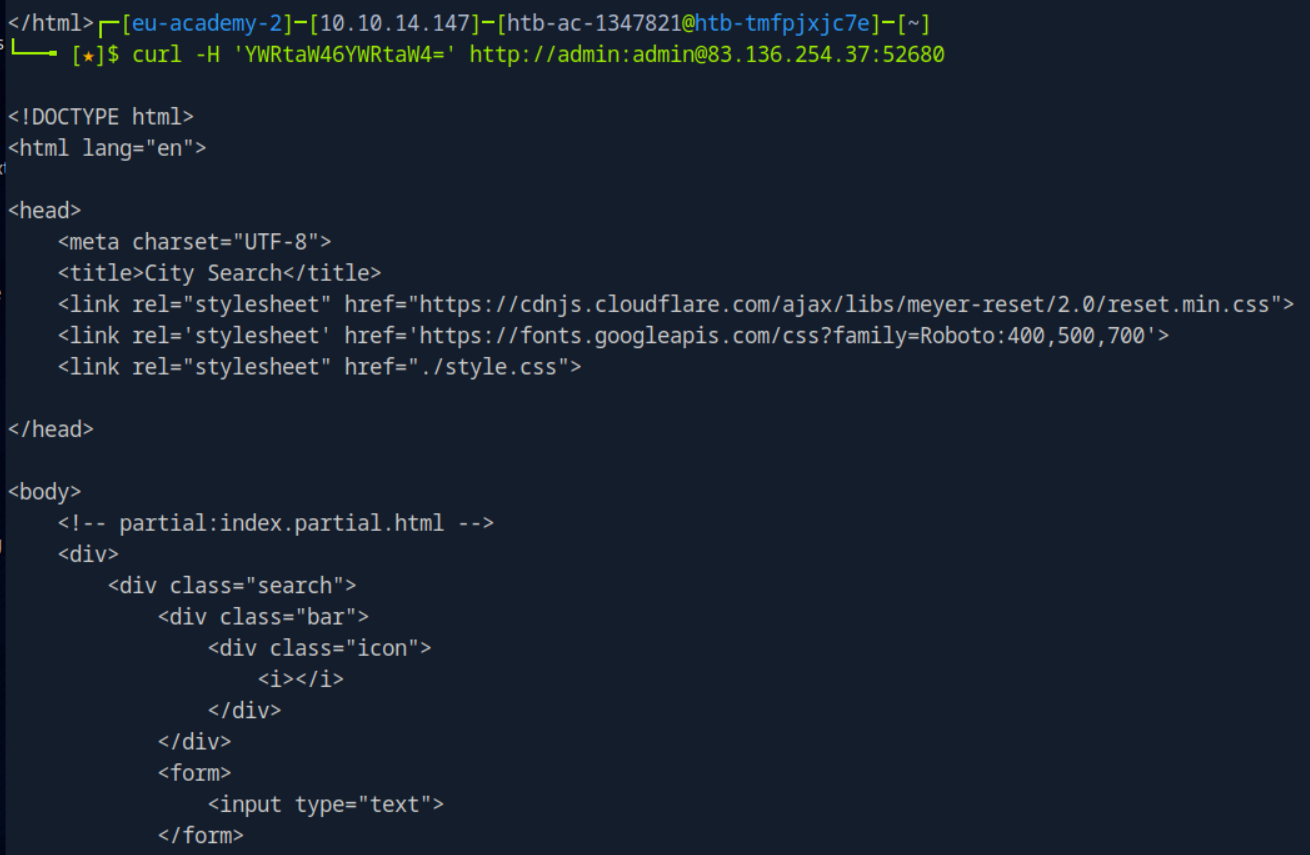 </html>┌─[eu-academy-2]─[10.10.14.147]─[htb-ac-1347821@htb-tmfpjxjc7e]─[~]
└──╼ [★]$ curl -H 'YWRtaW46YWRtaW4=' http://admin:admin@83.136.254.37:52680

<!DOCTYPE html>
<html lang="en">

<head>
    <meta charset="UTF-8">
    <title>City Search</title>
    <link rel="stylesheet" href="https://cdnjs.cloudflare.com/ajax/libs/meyer-reset/2.0/reset.min.css">
    <link rel='stylesheet' href='https://fonts.googleapis.com/css?family=Roboto:400,500,700'>
    <link rel="stylesheet" href="./style.css">

</head>

<body>
    <!-- partial:index.partial.html -->
    <div>
        <div class="search">
            <div class="bar">
                <div class="icon">
                    <i></i>
                </div>
            </div>
            <form>
                <input type="text">
            </form>